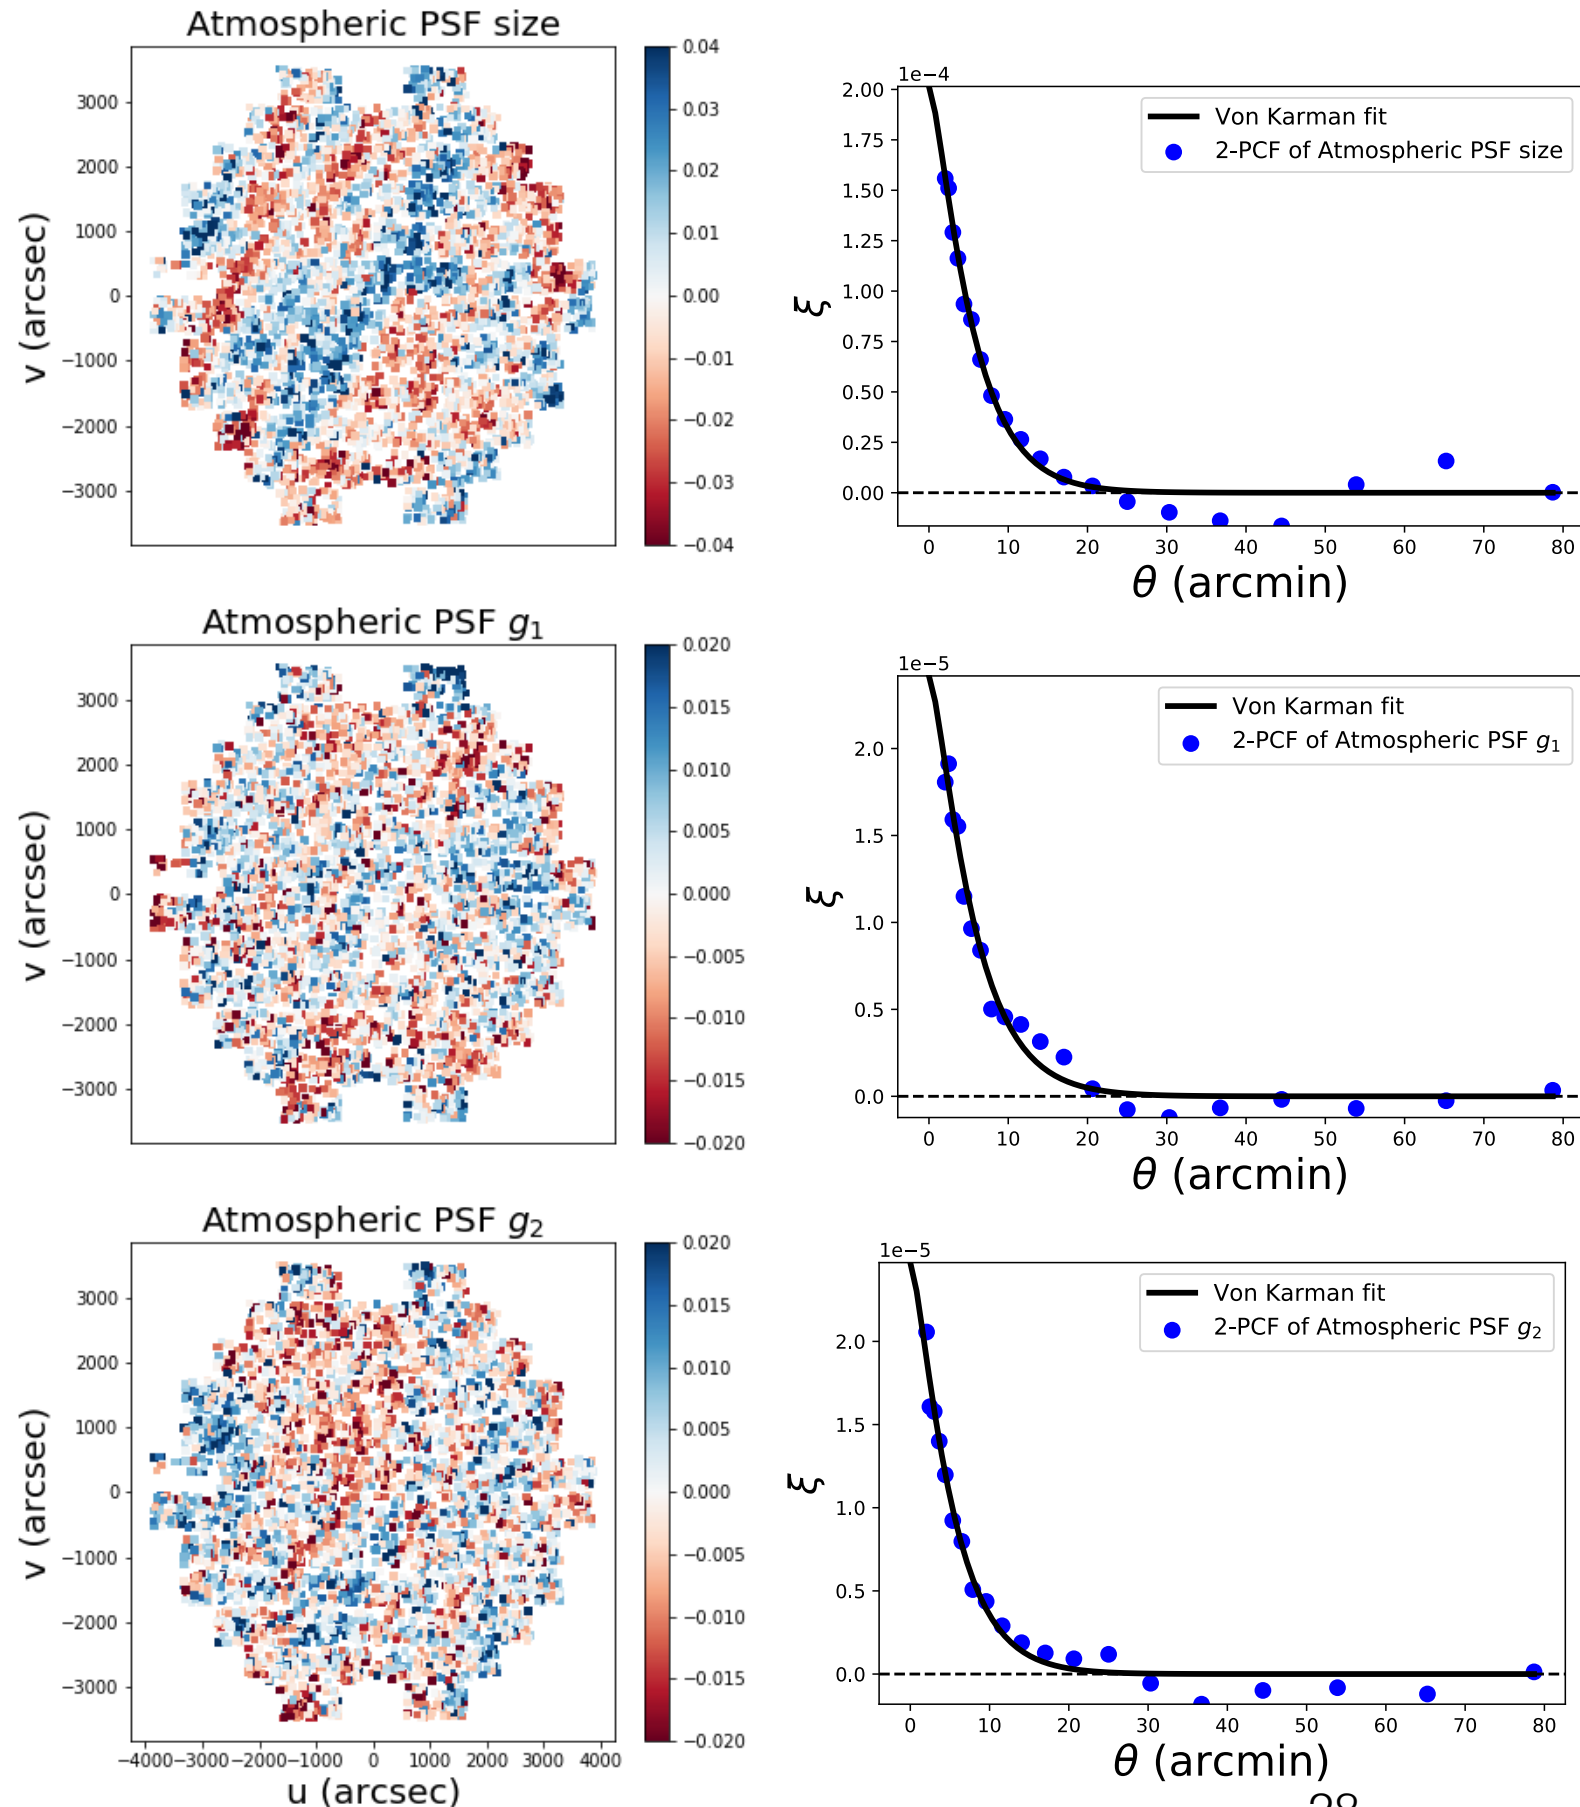 Atmospheric PSF size
3000
2000
1000
0
−1000
−2000
−3000
v (arcsec)
0.04
0.03
0.02
0.01
0.00
−0.01
−0.02
−0.03
−0.04
1e−4
2.00
1.75
1.50
1.25
1.00
0.75
0.50
0.25
0.00
ξ
Von Karman fit
2-PCF of Atmospheric PSF size
0 10 20 30 40 50 60 70 80
θ (arcmin)
Atmospheric PSF g₁
3000
2000
1000
0
−1000
−2000
−3000
v (arcsec)
0.020
0.015
0.010
0.005
0.000
−0.005
−0.010
−0.015
−0.020
1e−5
2.0
1.5
1.0
0.5
0.0
ξ
Von Karman fit
2-PCF of Atmospheric PSF g₁
0 10 20 30 40 50 60 70 80
θ (arcmin)
Atmospheric PSF g₂
3000
2000
1000
0
−1000
−2000
−3000
v (arcsec)
−4000 −3000 −2000 −1000 0 1000 2000 3000 4000
u (arcsec)
0.020
0.015
0.010
0.005
0.000
−0.005
−0.010
−0.015
−0.020
1e−5
2.0
1.5
1.0
0.5
0.0
ξ
Von Karman fit
2-PCF of Atmospheric PSF g₂
0 10 20 30 40 50 60 70 80
θ (arcmin)